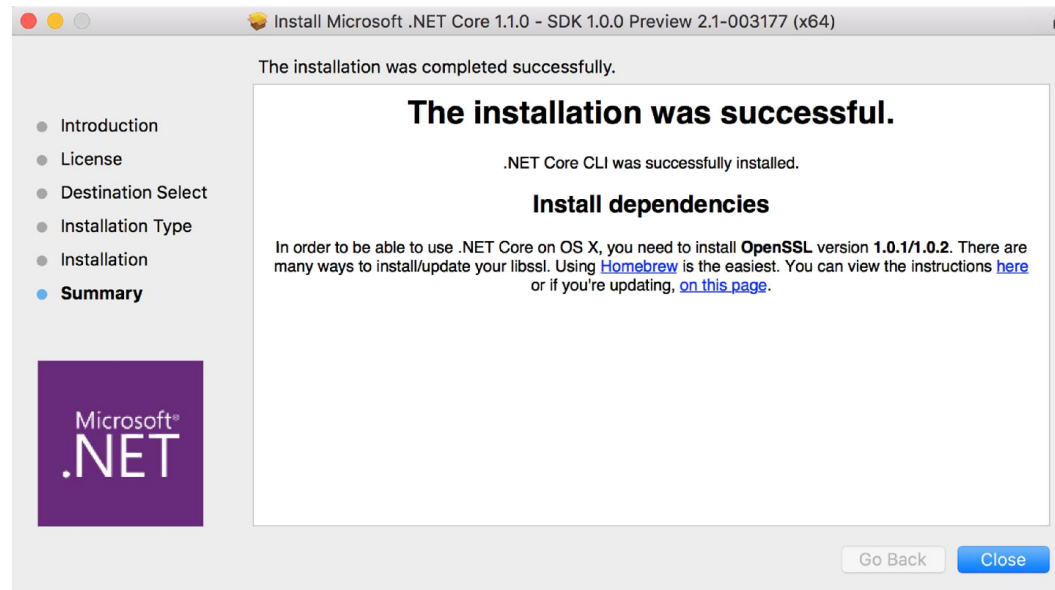 Install Microsoft .NET Core 1.1.0 - SDK 1.0.0 Preview 2.1-003177 (x64)
The installation was completed successfully.
Introduction
License
Destination Select
Installation Type
Installation
Summary
The installation was successful.
.NET Core CLI was successfully installed.
Install dependencies
In order to be able to use .NET Core on OS X, you need to install OpenSSL version 1.0.1/1.0.2. There are
many ways to install/update your libssl. Using Homebrew is the easiest. You can view the instructions here
or if you're updating, on this page.
Microsoft®
.NET
Go Back
Close